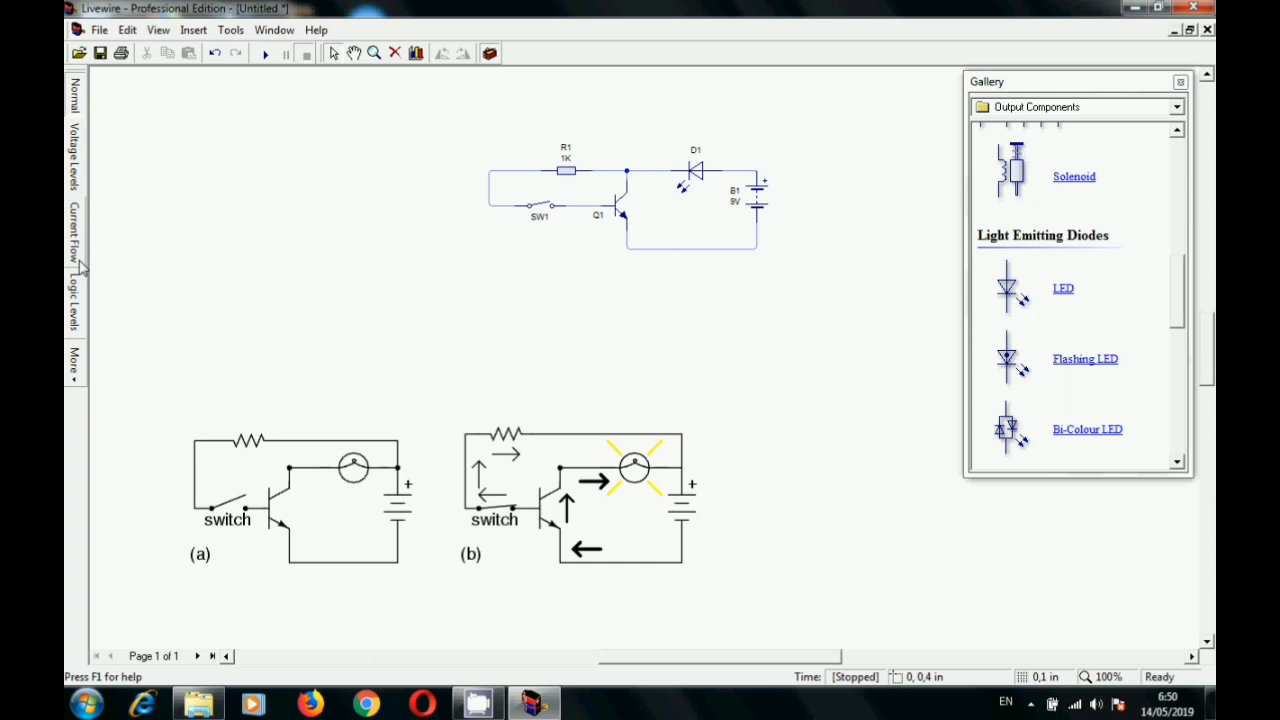 Livewire - Professional Edition - [Untitled *]
File Edit View Insert Tools Window Help
Normal
Voltage Levels
Current Flow
Logic Levels
More
Gallery
Output Components
Solenoid
Light Emitting Diodes
LED
Flashing LED
Bi-Colour LED
R1
1K
D1
B1
9V
+
SW1
Q1
+
switch
(a)
+
switch
(b)
Page 1 of 1
Press F1 for help
Time: [Stopped] 0, 0,4 in 0,1 in 100% Ready
EN
6:50
14/05/2019